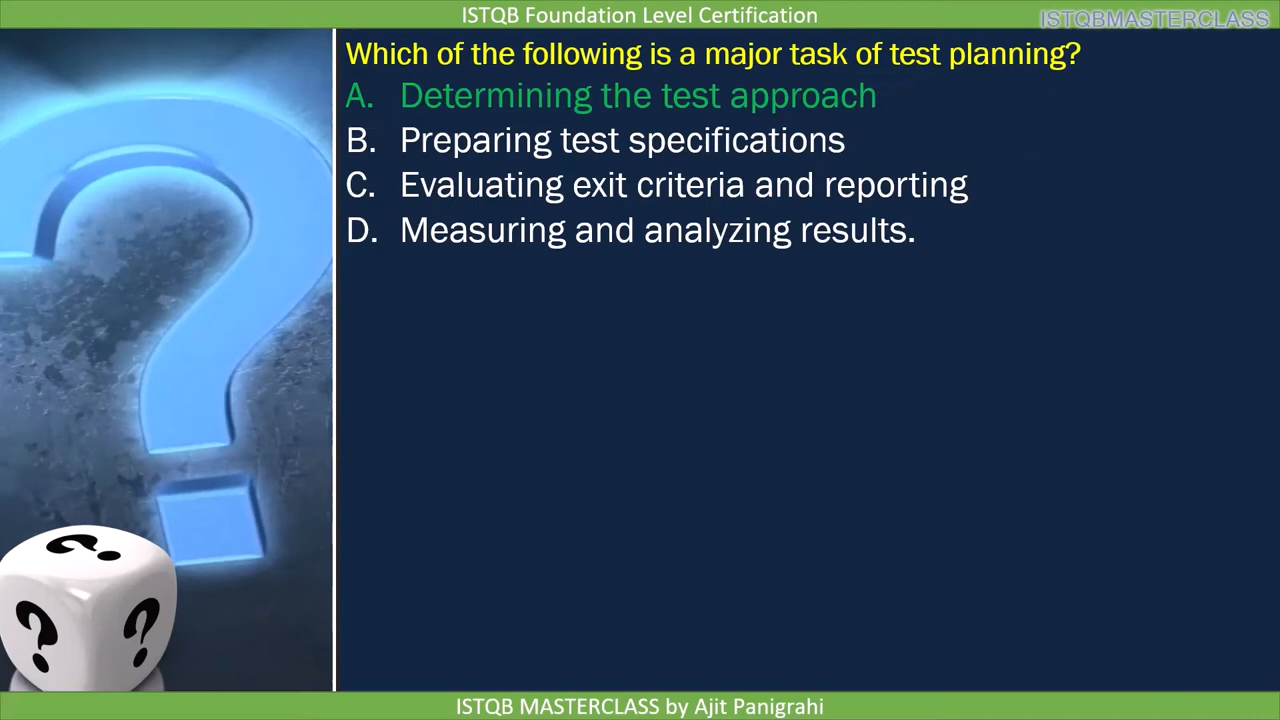 ISTQB Foundation Level Certification
ISTQBMASTERCLASS
Which of the following is a major task of test planning?
A. Determining the test approach
B. Preparing test specifications
C. Evaluating exit criteria and reporting
D. Measuring and analyzing results.
? ? ?
ISTQB MASTERCLASS by Ajit Panigrahi